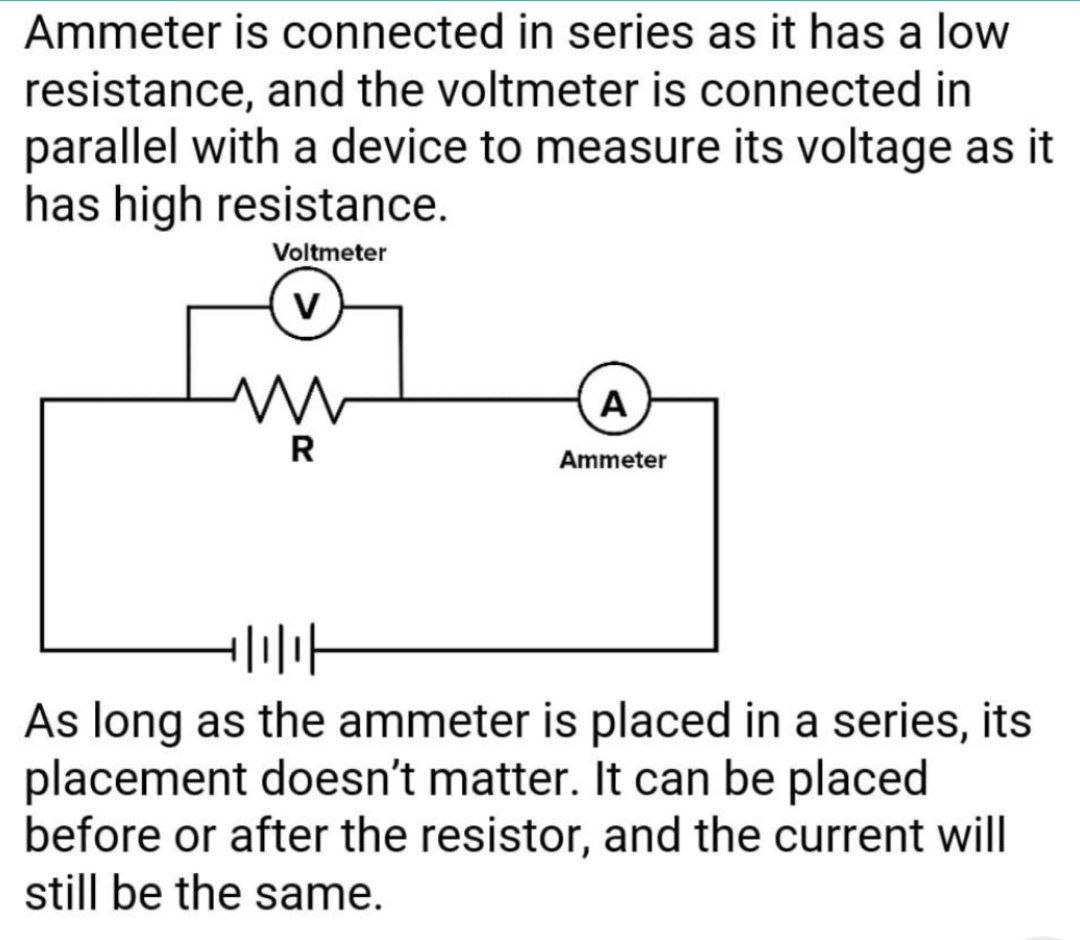 Ammeter is connected in series as it has a low
resistance, and the voltmeter is connected in
parallel with a device to measure its voltage as it
has high resistance.
Voltmeter
V
R
A
Ammeter
As long as the ammeter is placed in a series, its
placement doesn’t matter. It can be placed
before or after the resistor, and the current will
still be the same.